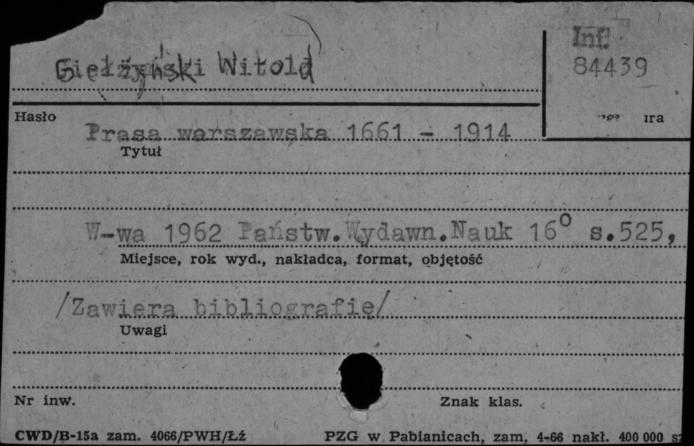 Giełżyński Witold
Inf.
84439
Hasło
Prasa warszawska 1661 - 1914
Tytuł
W-wa 1962 Państw.Wydawn.Nauk 16° s.525,
Miejsce, rok wyd., nakładca, format, objętość
/Zawiera bibliografię/
Uwagi
Nr inw.
Znak klas.
CWD/B-15a zam. 4066/PWH/Łź
PZG w Pabianicach, zam. 4-66 nakł. 400 000